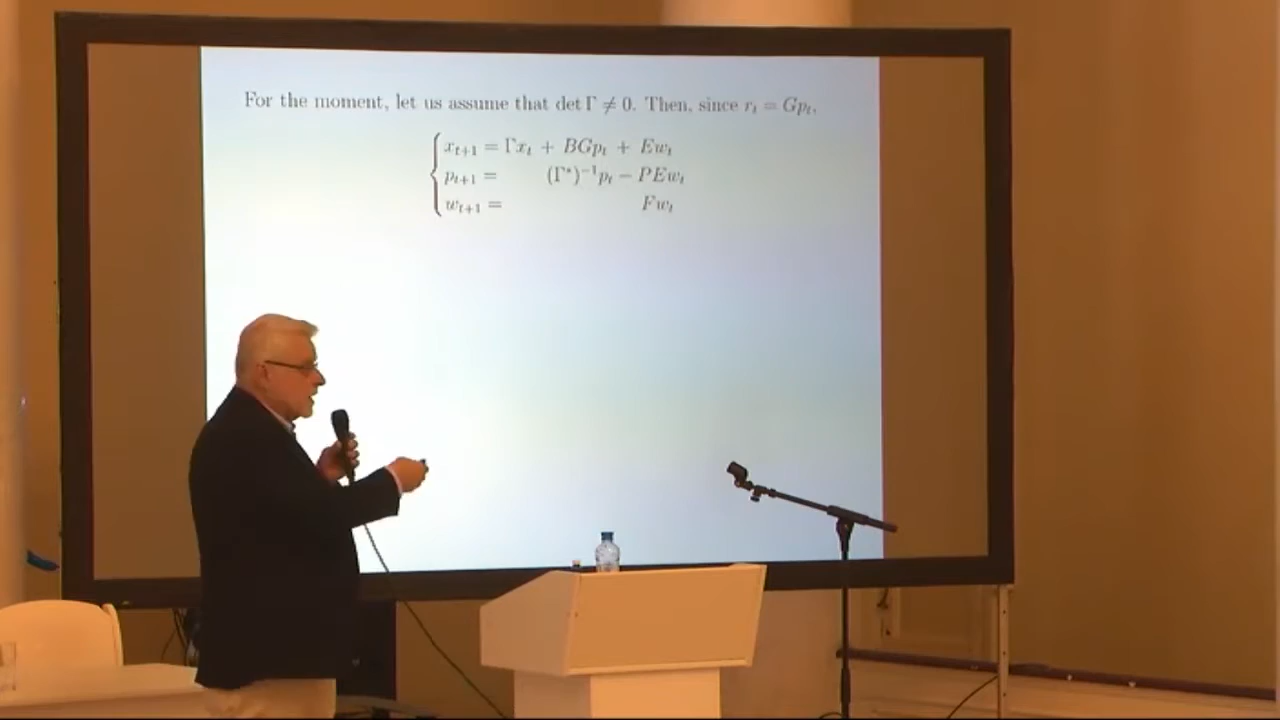 For the moment, let us assume that det Γ ≠ 0. Then, since r_t = Gp_t,
x_{t+1} = Γx_t + BGp_t + Ew_t
p_{t+1} = (Γ*)^{-1}p_t − PEw_t
w_{t+1} = Fw_t